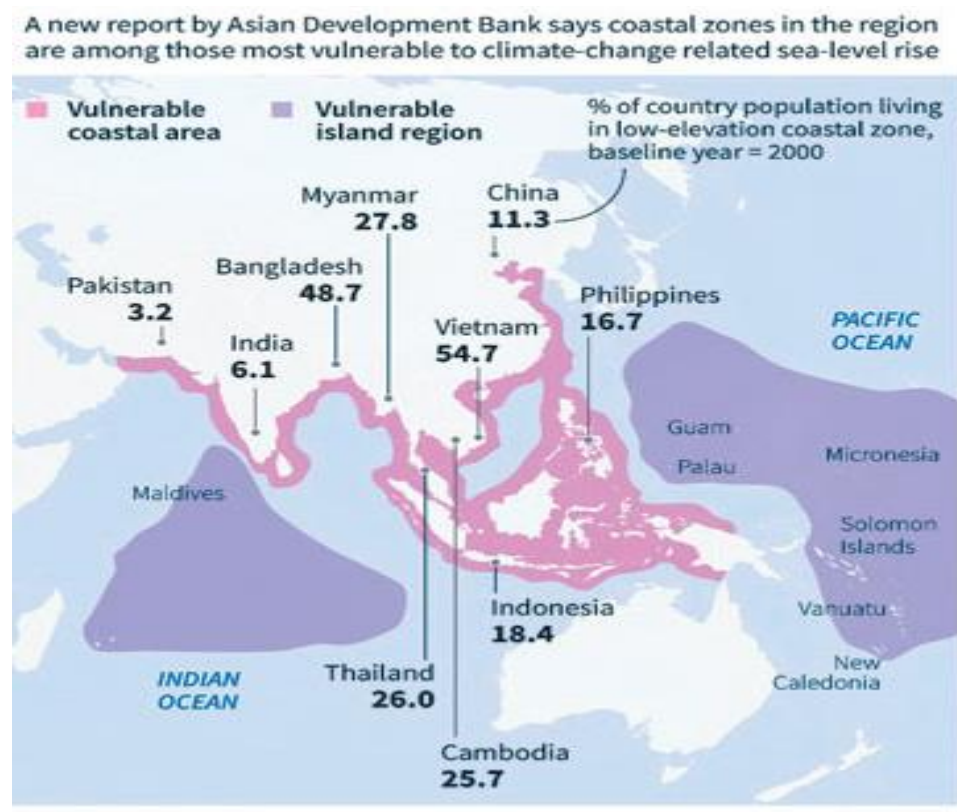 A new report by Asian Development Bank says coastal zones in the region
are among those most vulnerable to climate-change related sea-level rise
Vulnerable
coastal area
Vulnerable
island region
% of country population living
in low-elevation coastal zone,
baseline year = 2000
Myanmar
27.8
China
11.3
Bangladesh
48.7
Pakistan
3.2
India
6.1
Vietnam
54.7
Philippines
16.7
PACIFIC
OCEAN
Guam
Palau
Micronesia
Maldives
Solomon
Islands
Vanuatu
New
Caledonia
Indonesia
18.4
INDIAN
OCEAN
Thailand
26.0
Cambodia
25.7